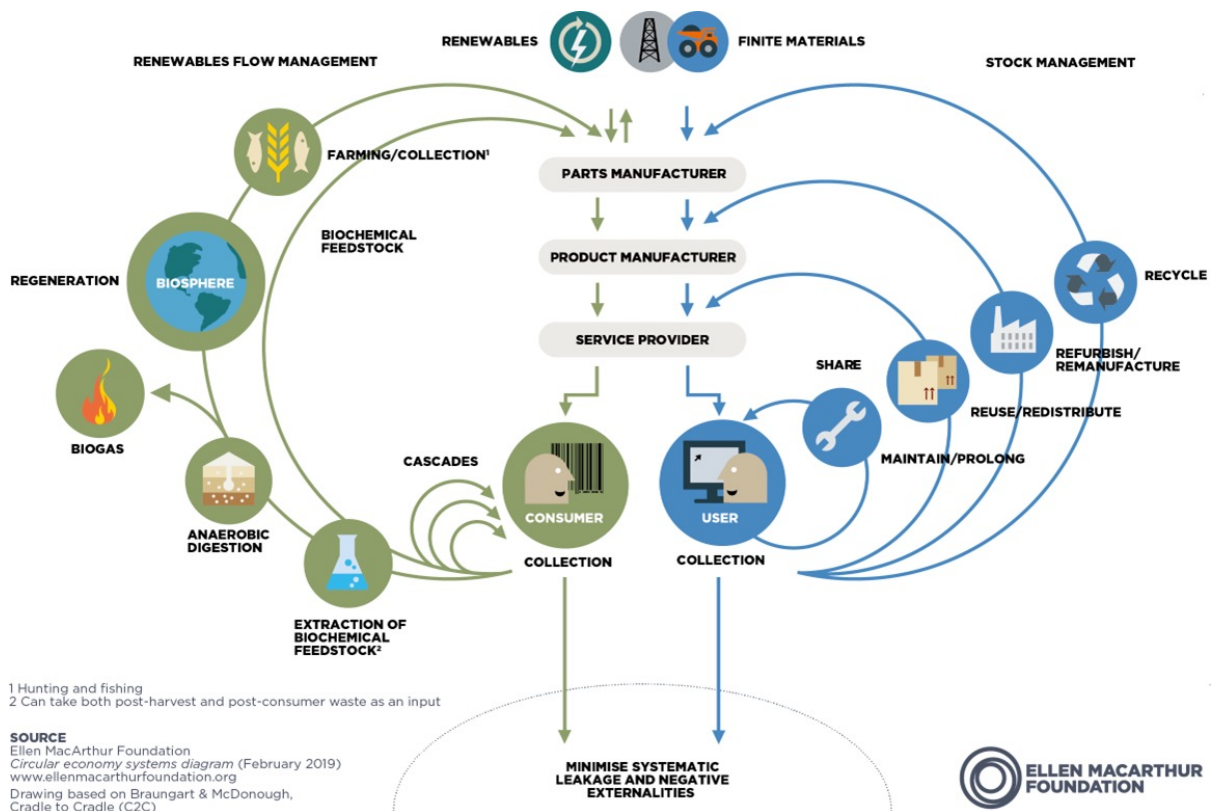 RENEWABLES
FINITE MATERIALS
RENEWABLES FLOW MANAGEMENT
STOCK MANAGEMENT
FARMING/COLLECTION¹
PARTS MANUFACTURER
BIOCHEMICAL
FEEDSTOCK
PRODUCT MANUFACTURER
REGENERATION
BIOSPHERE
RECYCLE
SERVICE PROVIDER
SHARE
REFURBISH/
REMANUFACTURE
REUSE/REDISTRIBUTE
BIOGAS
CASCADES
MAINTAIN/PROLONG
CONSUMER
USER
ANAEROBIC
DIGESTION
COLLECTION
COLLECTION
EXTRACTION OF
BIOCHEMICAL
FEEDSTOCK²
1 Hunting and fishing
2 Can take both post-harvest and post-consumer waste as an input
SOURCE
Ellen MacArthur Foundation
Circular economy systems diagram (February 2019)
www.ellenmacarthurfoundation.org
Drawing based on Braungart & McDonough,
Cradle to Cradle (C2C)
MINIMISE SYSTEMATIC
LEAKAGE AND NEGATIVE
EXTERNALITIES
ELLEN MACARTHUR
FOUNDATION